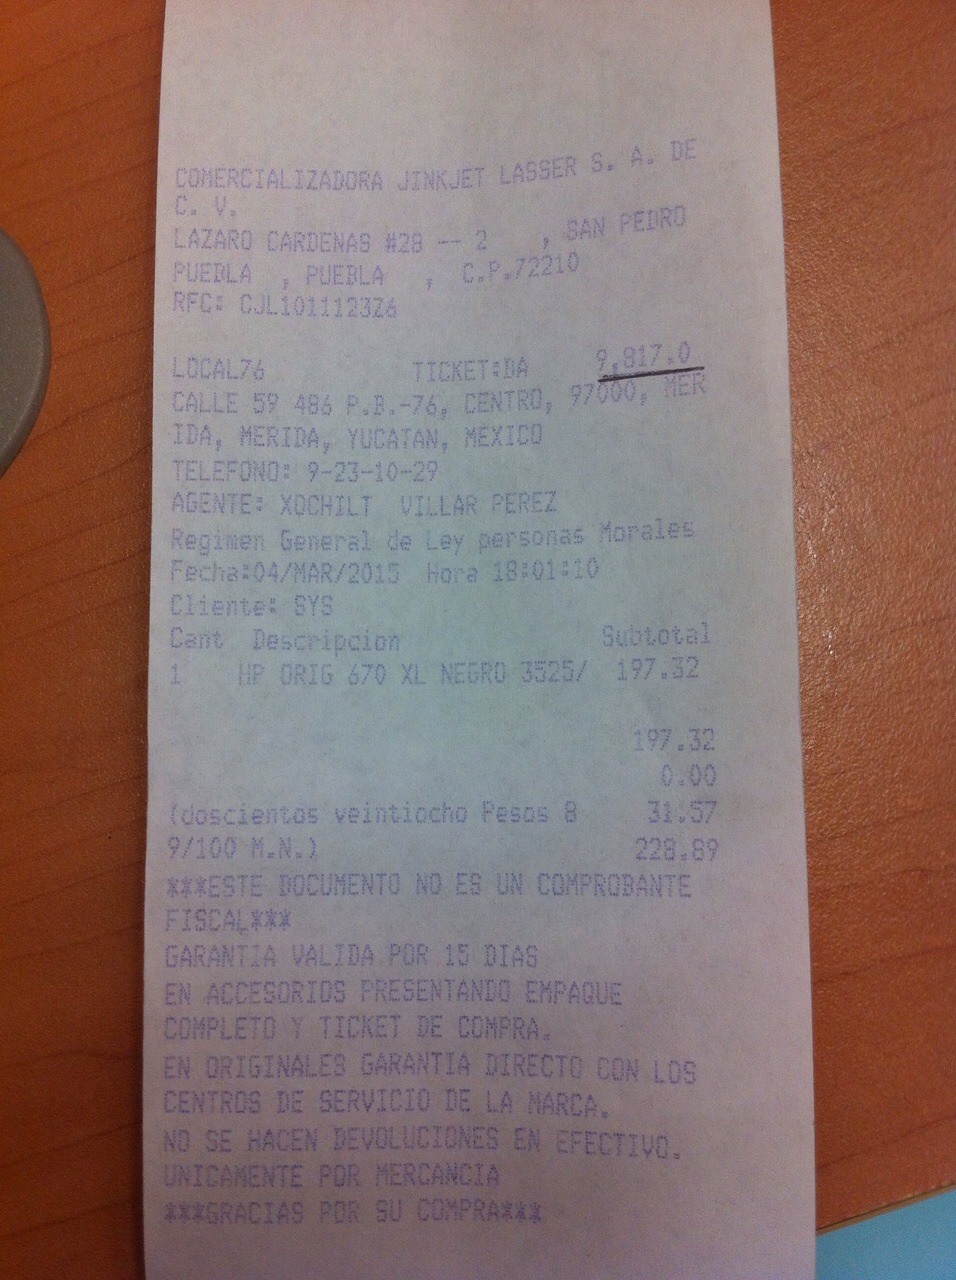 COMERCIALIZADORA JINKJET LASSER S. A. DE
C. V.
LAZARO CARDENAS #28 -- 2 , SAN PEDRO
PUEBLA , PUEBLA , C.P.72210
RFC: CJL1011123Z6
LOCAL76 TICKET:DA 9,817.0
CALLE 59 486 P.B.-76, CENTRO, 97000, MER
IDA, MERIDA, YUCATAN, MEXICO
TELEFONO: 9-23-10-29
AGENTE: XOCHILT VILLAR PEREZ
Regimen General de Ley personas Morales
Fecha:04/MAR/2015 Hora 18:01:10
Cliente: SYS
Cant Descripcion Subtotal
1 HP ORIG 670 XL NEGRO 3525/ 197.32
197.32
0.00
(doscientos veintiocho Pesos 8 31.57
9/100 M.N.) 228.89
***ESTE DOCUMENTO NO ES UN COMPROBANTE
FISCAL***
GARANTIA VALIDA POR 15 DIAS
EN ACCESORIOS PRESENTANDO EMPAQUE
COMPLETO Y TICKET DE COMPRA.
EN ORIGINALES GARANTIA DIRECTO CON LOS
CENTROS DE SERVICIO DE LA MARCA.
NO SE HACEN DEVOLUCIONES EN EFECTIVO.
UNICAMENTE POR MERCANCIA
***GRACIAS POR SU COMPRA***